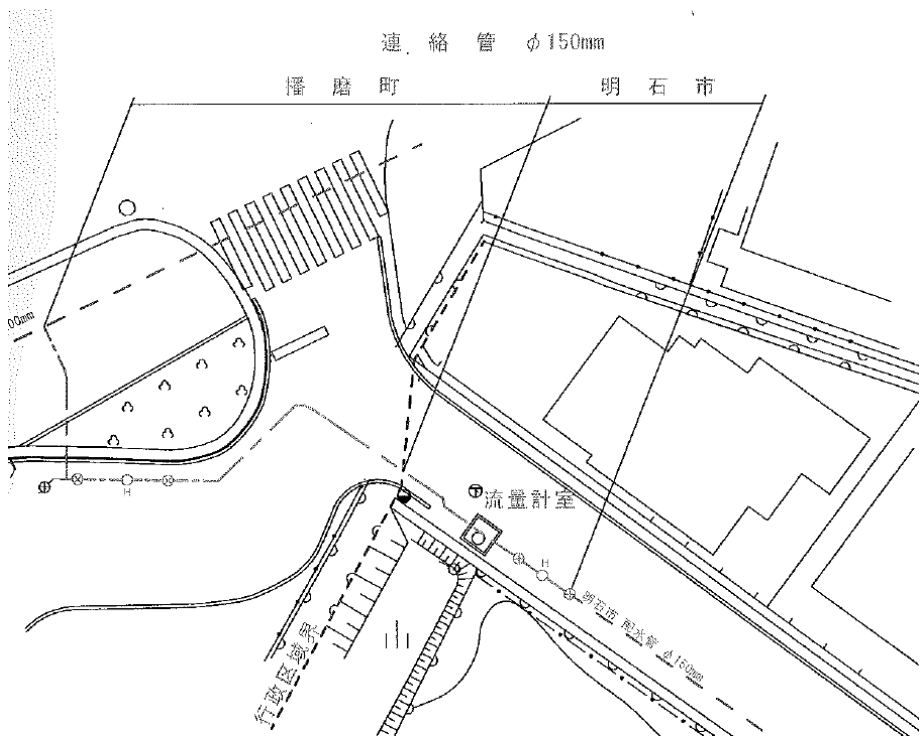 連絡管 φ150mm
播磨町
明石市
00mm
H
流量計室
H
明石市 配水管 φ150mm
行政区域界